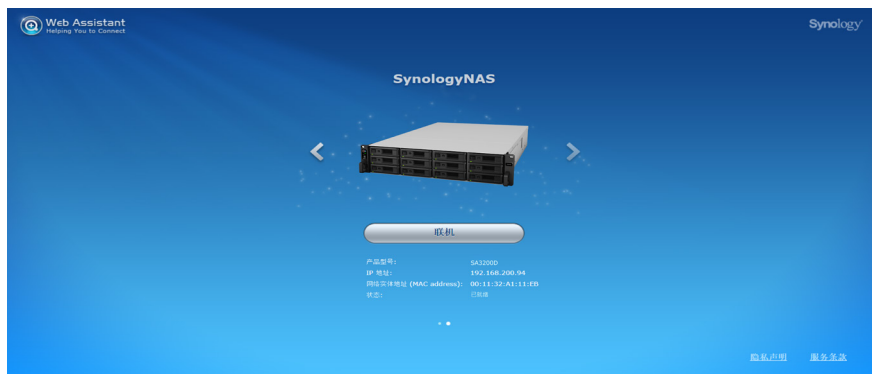 Web Assistant
Helping You to Connect
Synology
SynologyNAS
联机
产品型号: SA3200D
IP 地址: 192.168.200.94
网络实体地址 (MAC address): 00:11:32:A1:11:EB
状态: 已就绪
隐私声明 服务条款